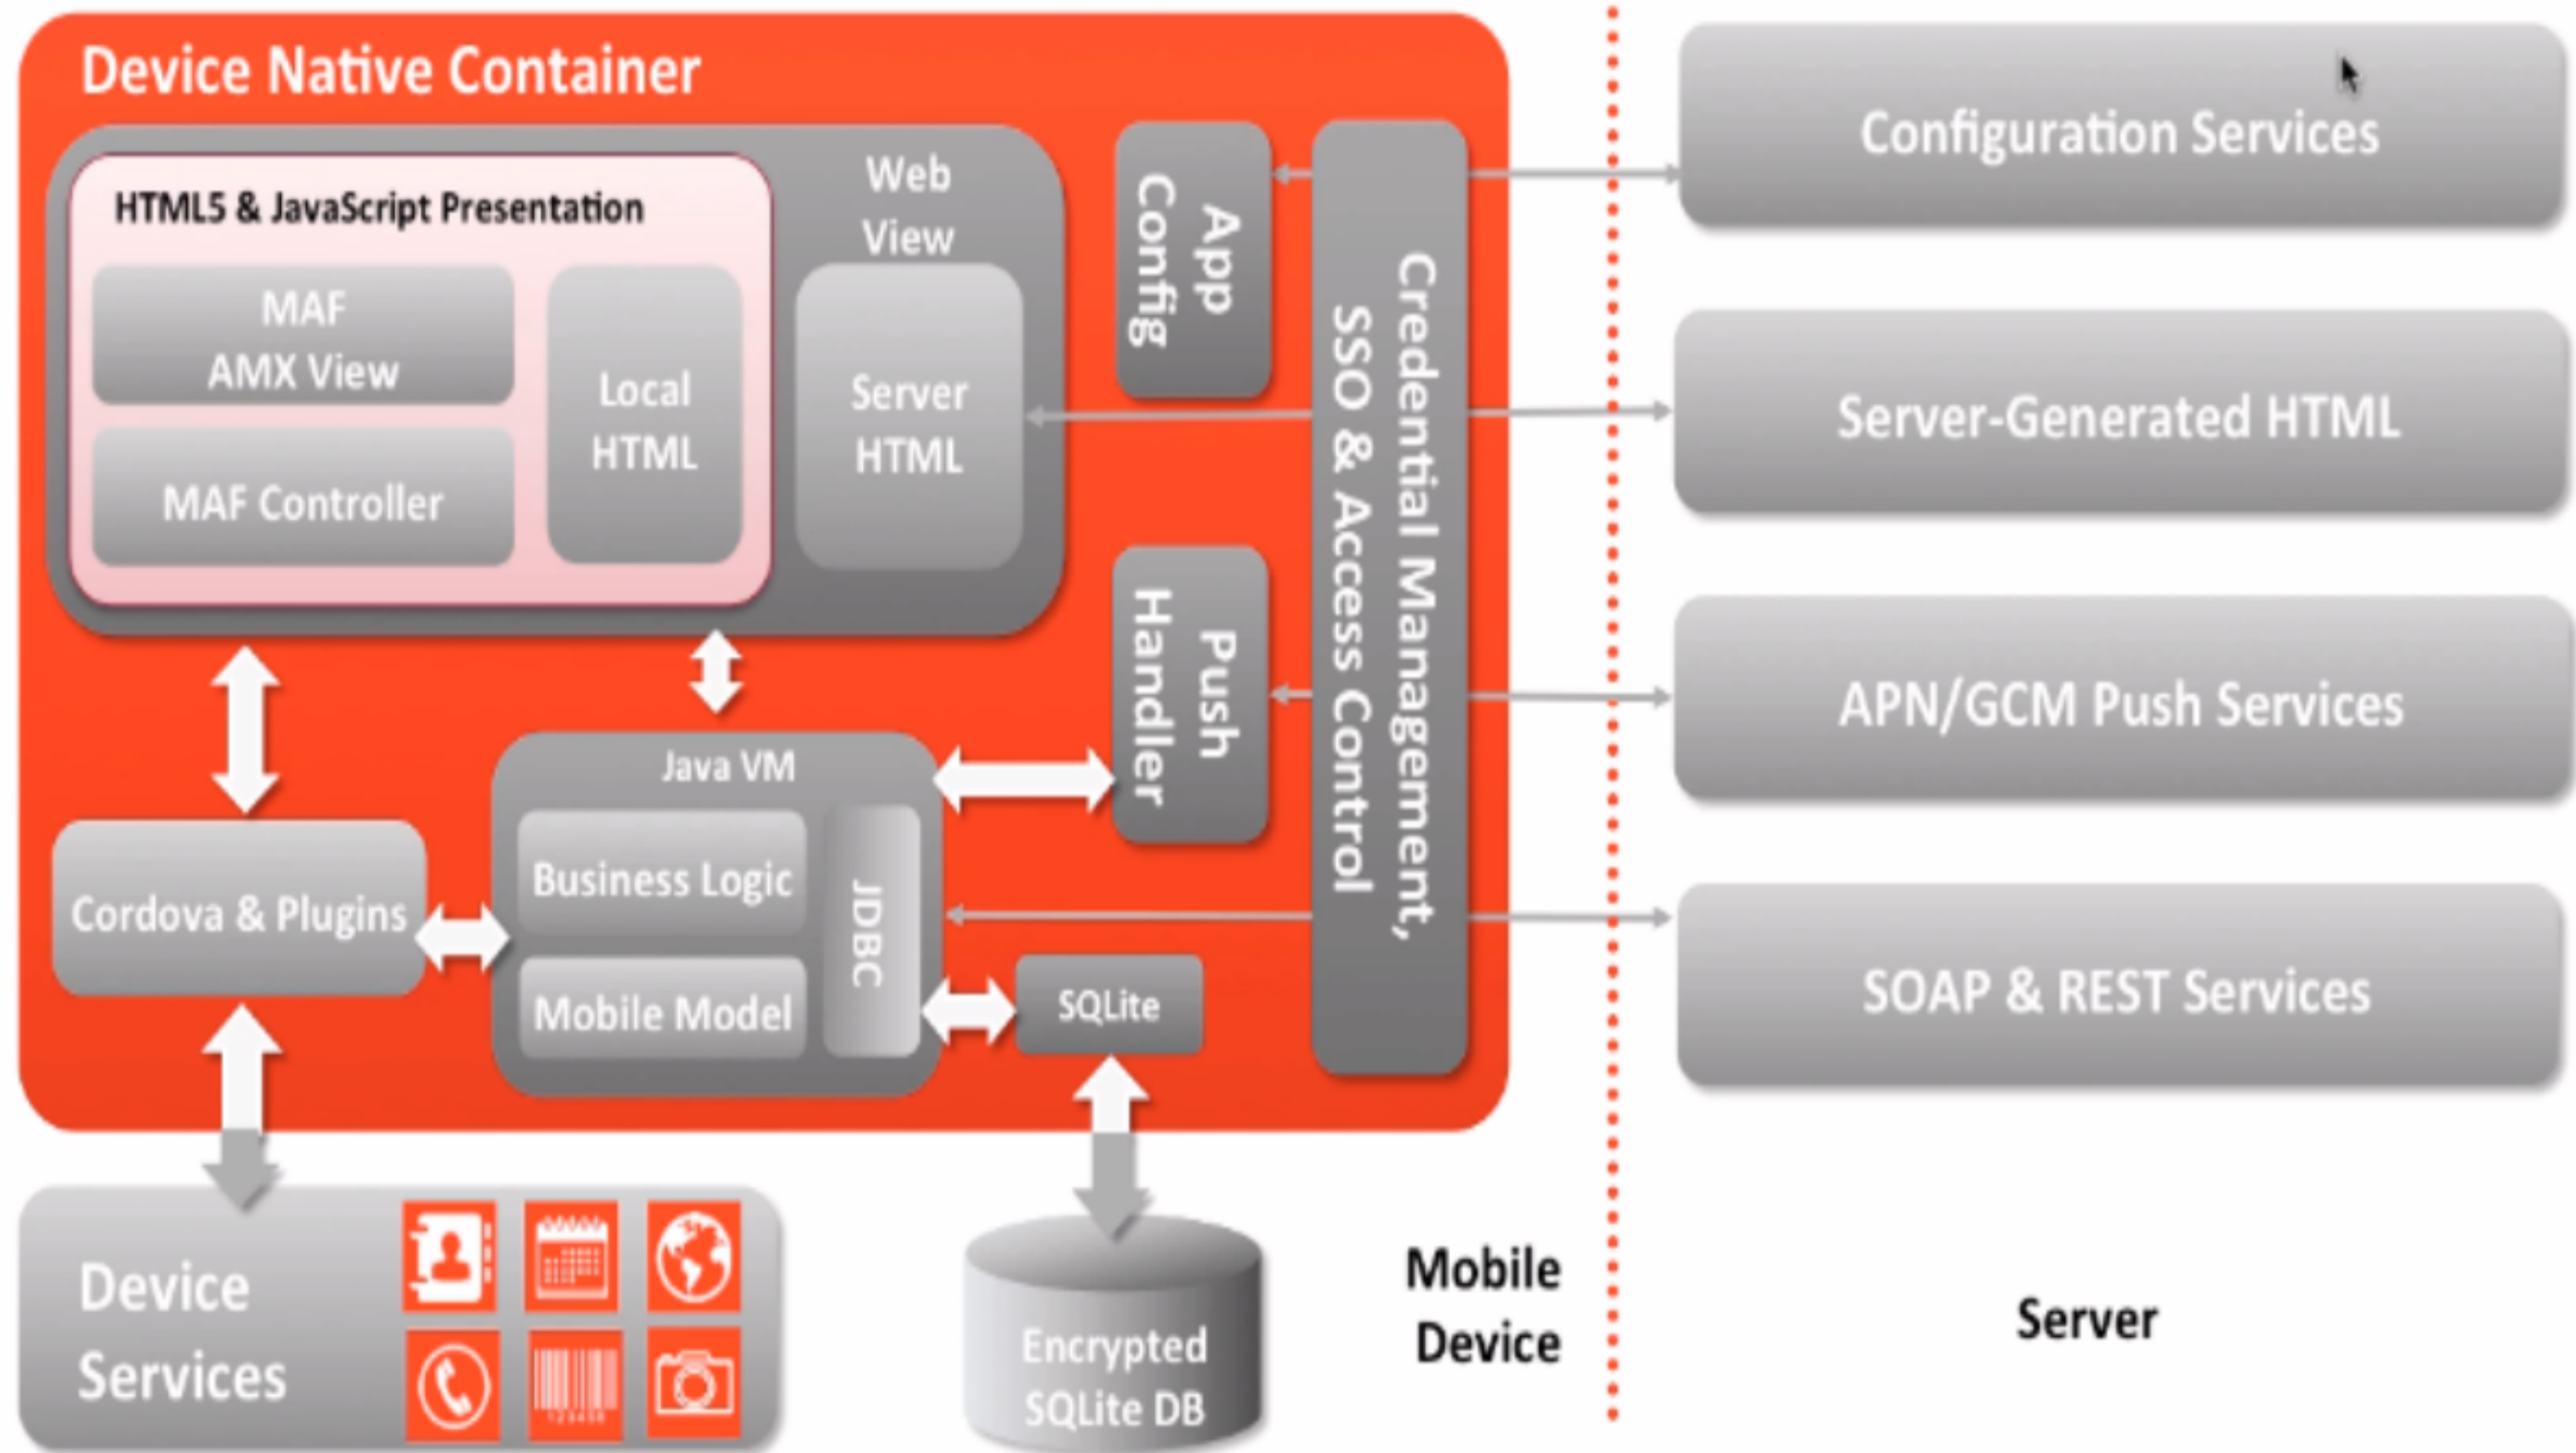 Device Native Container
HTML5 & JavaScript Presentation
MAF
AMX View
MAF Controller
Local
HTML
Web
View
Server
HTML
App
Config
Credential Management,
SSO & Access Control
Push
Handler
Java VM
Business Logic
Mobile Model
JDBC
Cordova & Plugins
SQLite
Device
Services
123456
Encrypted
SQLite DB
Mobile
Device
Configuration Services
Server-Generated HTML
APN/GCM Push Services
SOAP & REST Services
Server